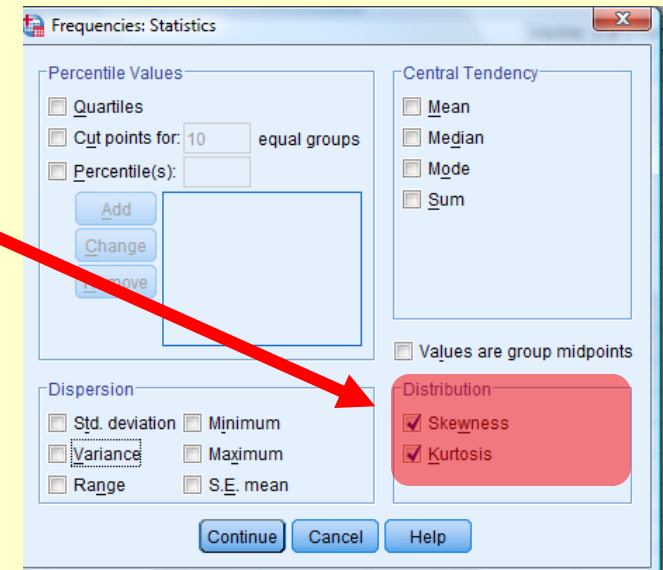 Frequencies: Statistics
Percentile Values
Quartiles
Cut points for: 10 equal groups
Percentile(s):
Add
Change
Central Tendency
Mean
Median
Mode
Sum
Values are group midpoints
Dispersion
Std. deviation Minimum
Variance Maximum
Range S.E. mean
Distribution
Skewness
Kurtosis
Continue Cancel Help